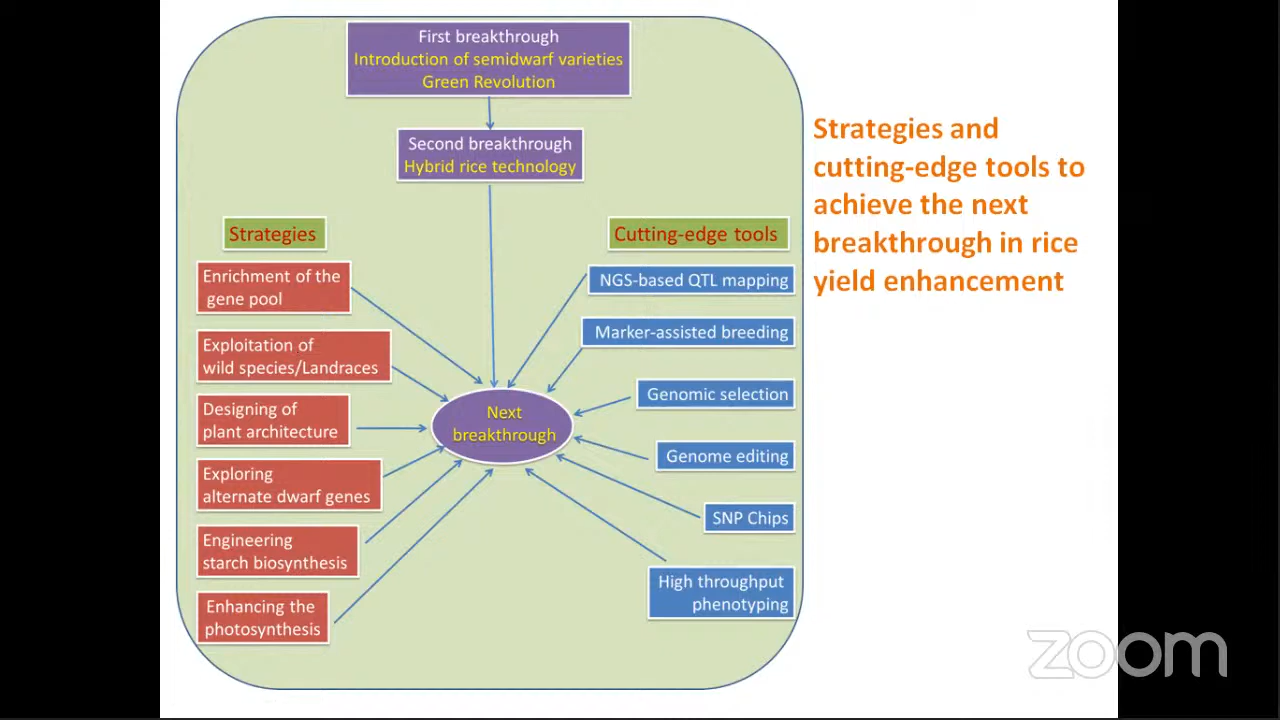 First breakthrough
Introduction of semidwarf varieties
Green Revolution
Second breakthrough
Hybrid rice technology
Strategies and
cutting-edge tools to
achieve the next
breakthrough in rice
yield enhancement
Strategies
Enrichment of the
gene pool
Exploitation of
wild species/Landraces
Designing of
plant architecture
Exploring
alternate dwarf genes
Engineering
starch biosynthesis
Enhancing the
photosynthesis
Next
breakthrough
Cutting-edge tools
NGS-based QTL mapping
Marker-assisted breeding
Genomic selection
Genome editing
SNP Chips
High throughput
phenotyping
zoom